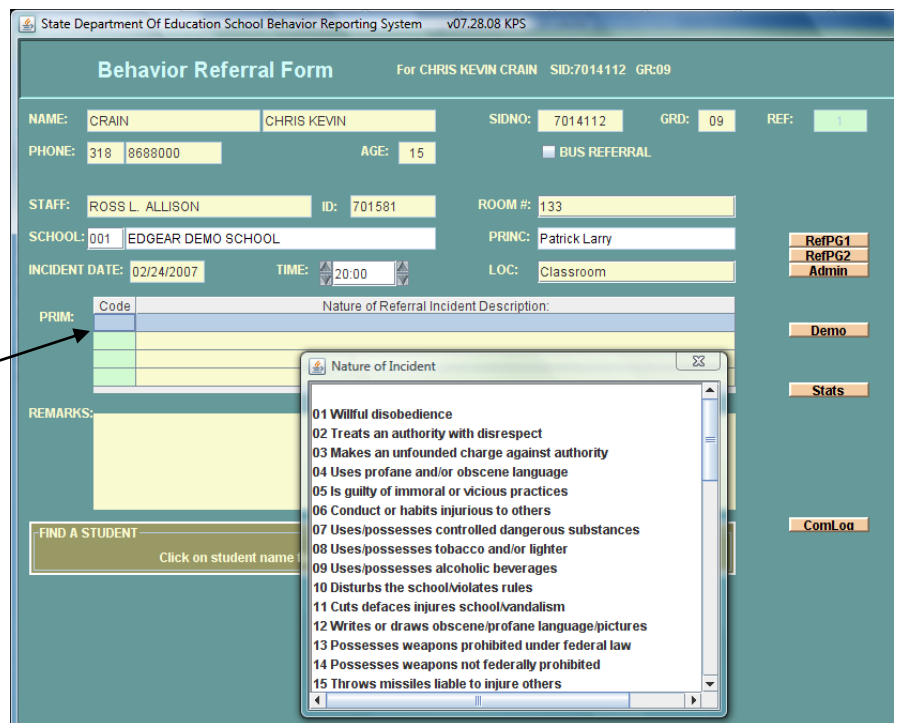 State Department Of Education School Behavior Reporting System v07.28.08 KPS
Behavior Referral Form For CHRIS KEVIN CRAIN SID:7014112 GR:09
NAME: CRAIN CHRIS KEVIN SIDNO: 7014112 GRD: 09 REF: 1
PHONE: 318 8688000 AGE: 15 BUS REFERRAL
STAFF: ROSS L. ALLISON ID: 701581 ROOM #: 133
SCHOOL: 001 EDGEAR DEMO SCHOOL PRINC: Patrick Larry
RefPG1
RefPG2
INCIDENT DATE: 02/24/2007 TIME: 20:00 LOC: Classroom Admin
Code Nature of Referral Incident Description:
PRIM:
Demo
Nature of Incident
Stats
REMARKS:
01 Willful disobedience
02 Treats an authority with disrespect
03 Makes an unfounded charge against authority
04 Uses profane and/or obscene language
05 Is guilty of immoral or vicious practices
06 Conduct or habits injurious to others
07 Uses/possesses controlled dangerous substances
08 Uses/possesses tobacco and/or lighter
09 Uses/possesses alcoholic beverages
10 Disturbs the school/violates rules
11 Cuts defaces injures school/vandalism
12 Writes or draws obscene/profane language/pictures
13 Possesses weapons prohibited under federal law
14 Possesses weapons not federally prohibited
15 Throws missiles liable to injure others
ComLog
FIND A STUDENT
Click on student name